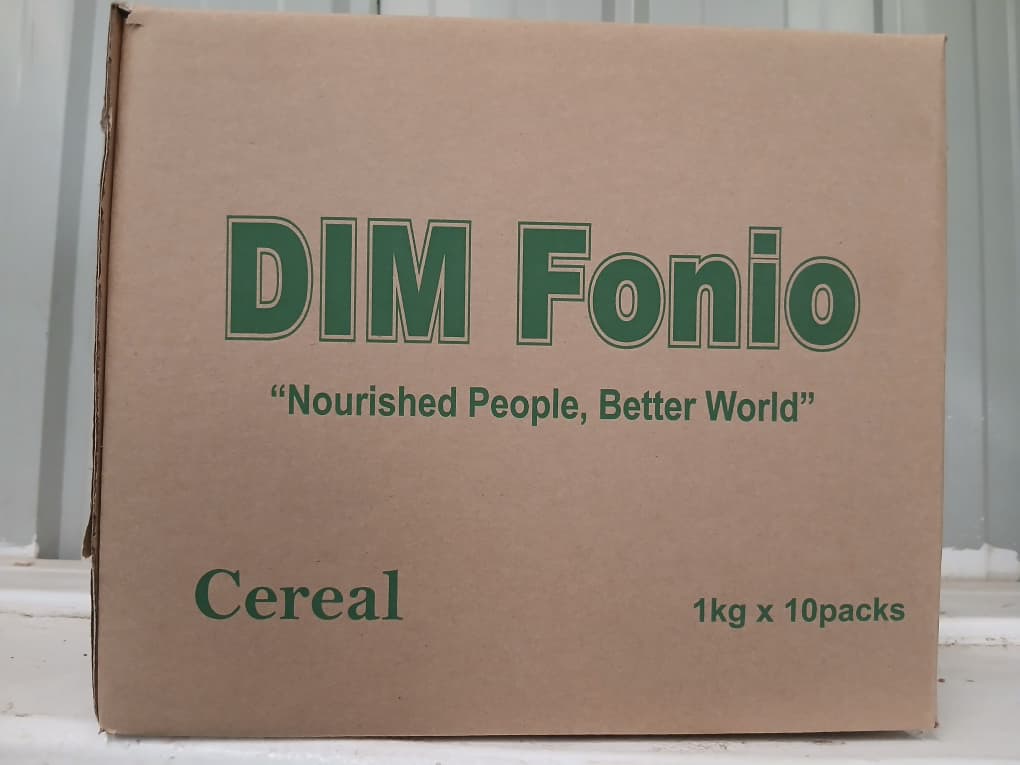 DIM Fonio
“Nourished People, Better World”
Cereal
1kg x 10packs